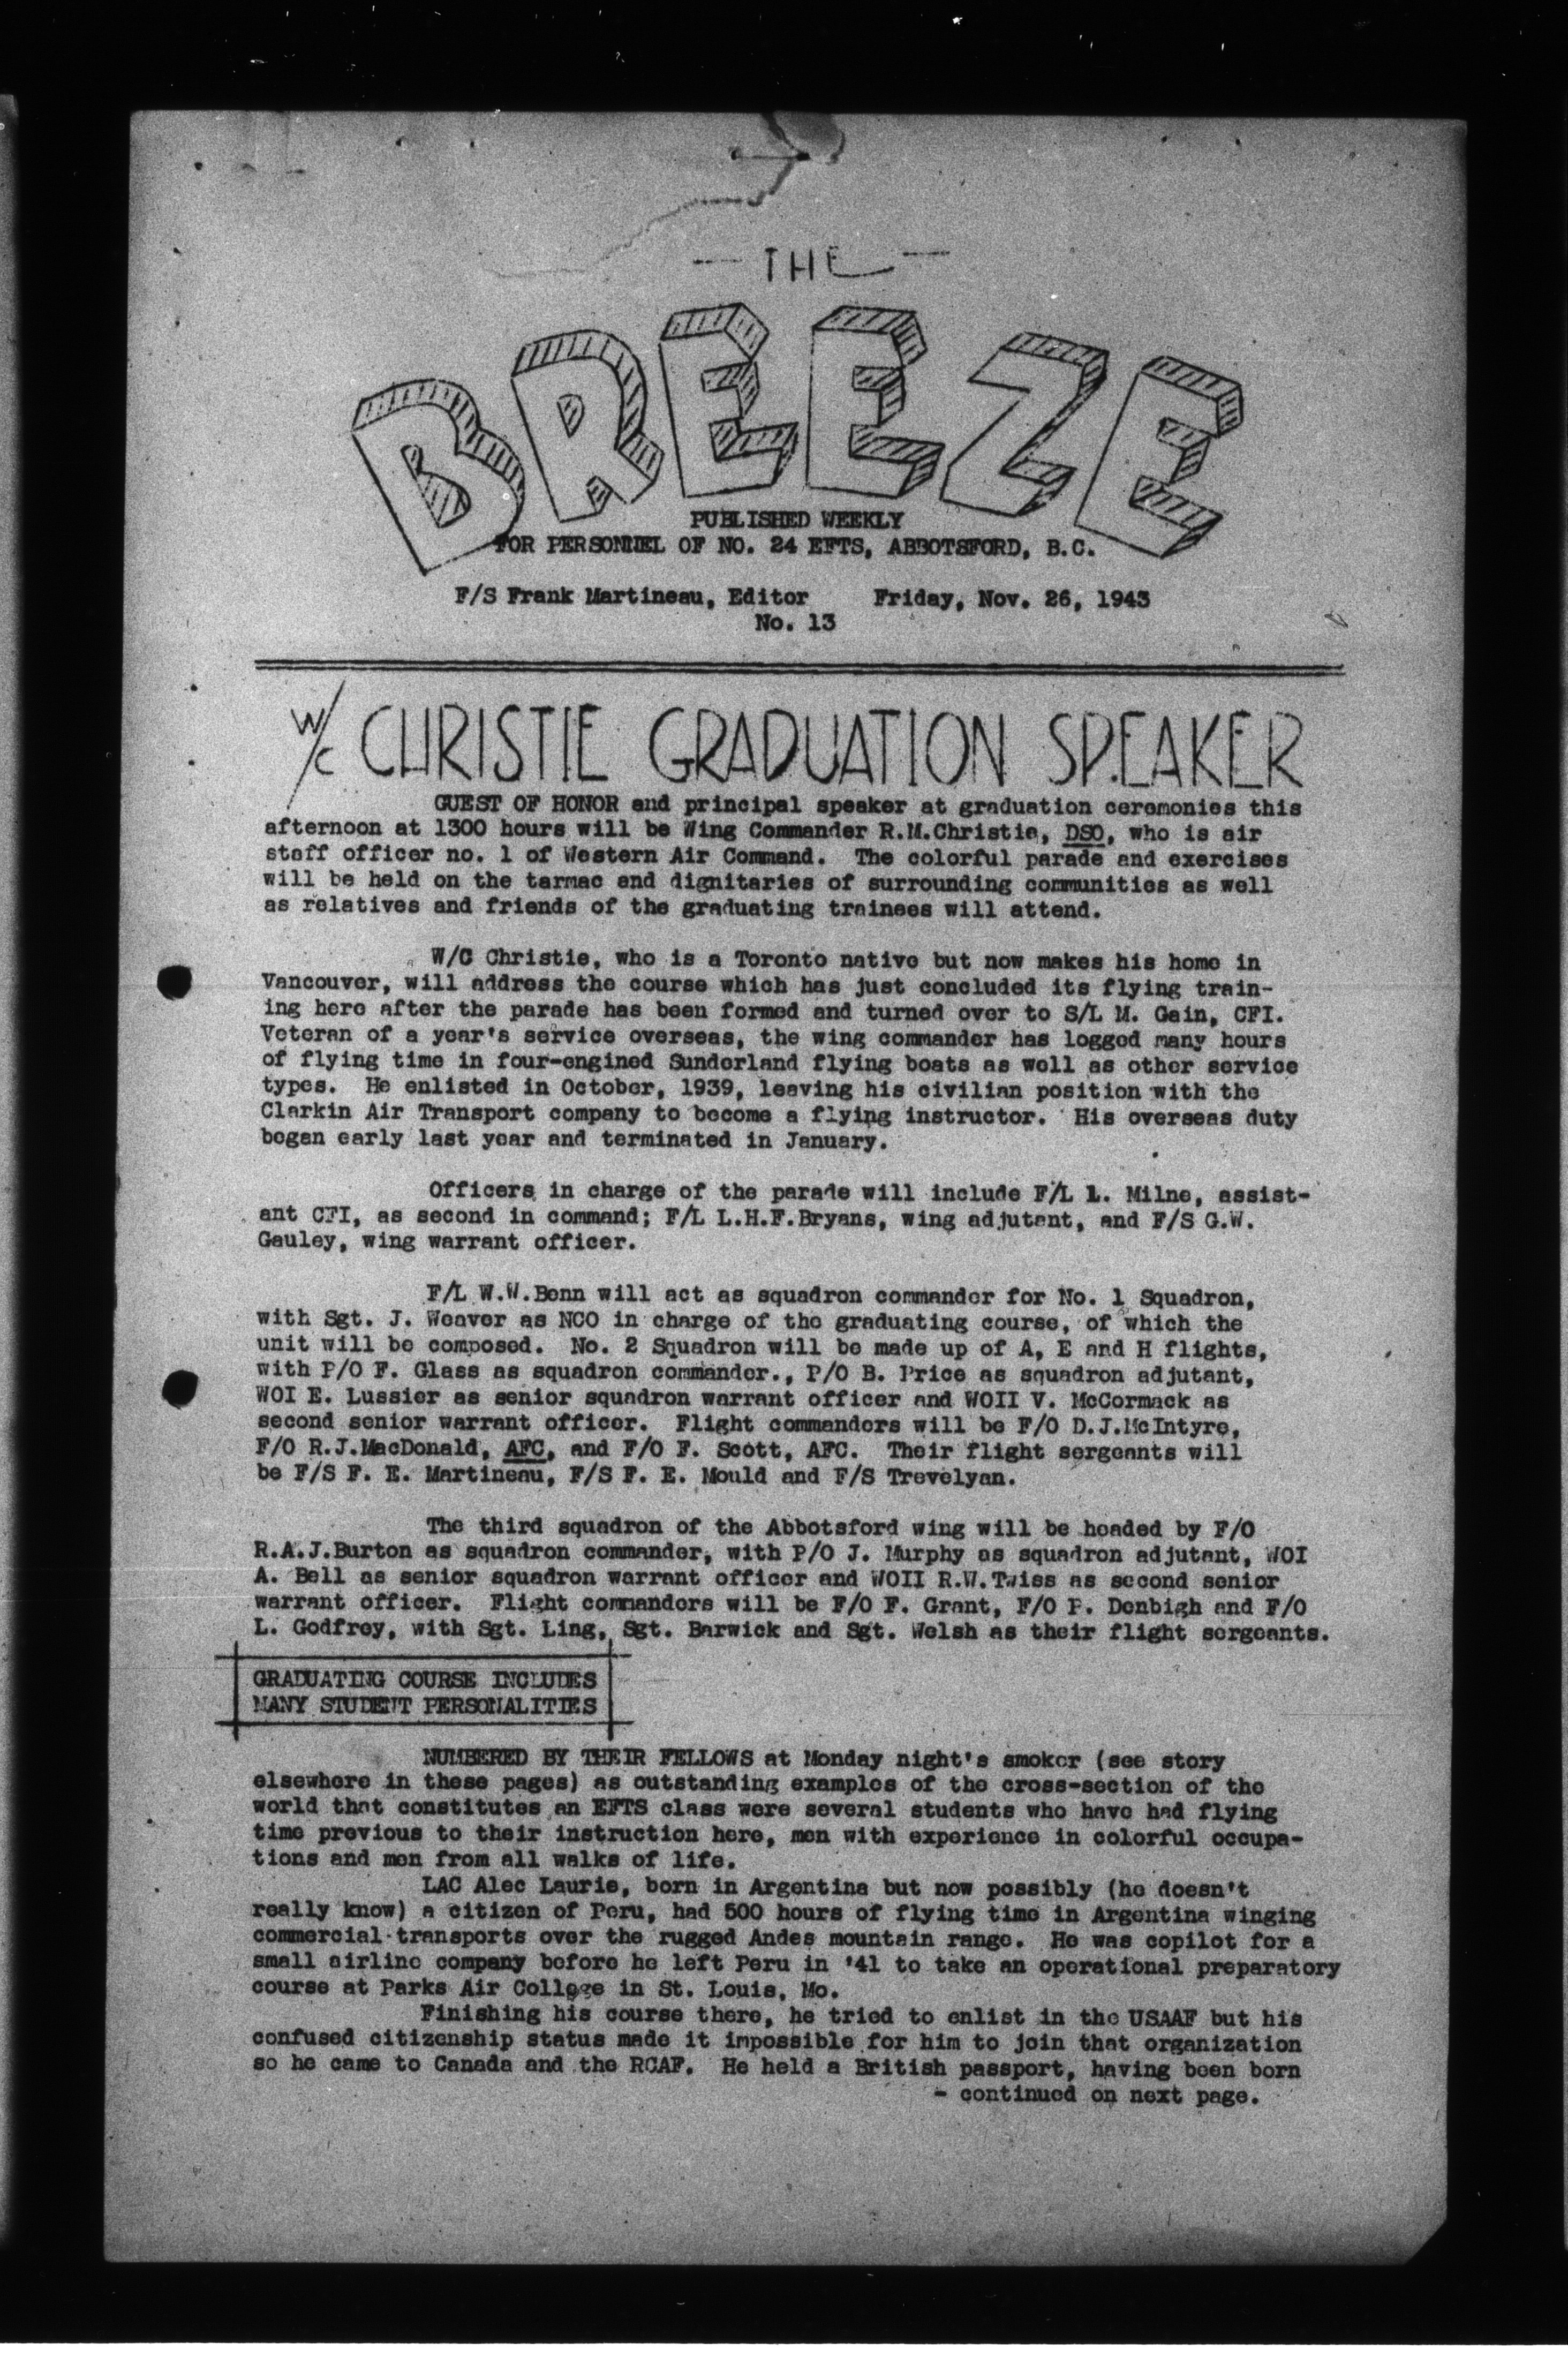 - THE -
BREEZE
PUBLISHED WEEKLY
FOR PERSONNEL OF NO. 24 EFTS, ABBOTSFORD, B.C.
F/S Frank Martineau, Editor Friday, Nov. 26, 1943
No. 13
W/C CHRISTIE GRADUATION SPEAKER
GUEST OF HONOR and principal speaker at graduation ceremonies this
afternoon at 1300 hours will be Wing Commander R.M.Christie, DSO, who is air
staff officer no. 1 of Western Air Command. The colorful parade and exercises
will be held on the tarmac and dignitaries of surrounding communities as well
as relatives and friends of the graduating trainees will attend.
W/C Christie, who is a Toronto native but now makes his home in
Vancouver, will address the course which has just concluded its flying train-
ing here after the parade has been formed and turned over to S/L M. Gain, CFI.
Veteran of a year's service overseas, the wing commander has logged many hours
of flying time in four-engined Sunderland flying boats as well as other service
types. He enlisted in October, 1939, leaving his civilian position with the
Clarkin Air Transport company to become a flying instructor. His overseas duty
began early last year and terminated in January.
Officers in charge of the parade will include F/L L. Milne, assist-
ant CFI, as second in command; F/L L.H.F.Bryans, wing adjutant, and F/S G.W.
Gauley, wing warrant officer.
F/L W.W.Benn will act as squadron commander for No. 1 Squadron,
with Sgt. J. Weaver as NCO in charge of the graduating course, of which the
unit will be composed. No. 2 Squadron will be made up of A, E and H flights,
with P/O F. Glass as squadron commander., P/O B. Price as squadron adjutant,
WOI E. Lussier as senior squadron warrant officer and WOII V. McCormack as
second senior warrant officer. Flight commanders will be F/O D.J.McIntyre,
F/O R.J.MacDonald, AFC, and F/O F. Scott, AFC. Their flight sergeants will
be F/S F. E. Martineau, F/S F. E. Mould and F/S Trevelyan.
The third squadron of the Abbotsford wing will be headed by F/O
R.A.J.Burton as squadron commander, with P/O J. Murphy as squadron adjutant, WOI
A. Bell as senior squadron warrant officer and WOII R.W.Twiss as second senior
warrant officer. Flight commanders will be F/O F. Grant, F/O P. Denbigh and F/O
L. Godfrey, with Sgt. Ling, Sgt. Barwick and Sgt. Welsh as their flight sergeants.
GRADUATING COURSE INCLUDES
MANY STUDENT PERSONALITIES
NUMBERED BY THEIR FELLOWS at Monday night's smoker (see story
elsewhere in these pages) as outstanding examples of the cross-section of the
world that constitutes an EFTS class were several students who have had flying
time previous to their instruction here, men with experience in colorful occupa-
tions and men from all walks of life.
LAC Alec Laurie, born in Argentina but now possibly (he doesn't
really know) a citizen of Peru, had 500 hours of flying time in Argentina winging
commercial transports over the rugged Andes mountain range. He was copilot for a
small airline company before he left Peru in '41 to take an operational preparatory
course at Parks Air College in St. Louis, Mo.
Finishing his course there, he tried to enlist in the USAAF but his
confused citizenship status made it impossible for him to join that organization
so he came to Canada and the RCAF. He held a British passport, having been born
- continued on next page.